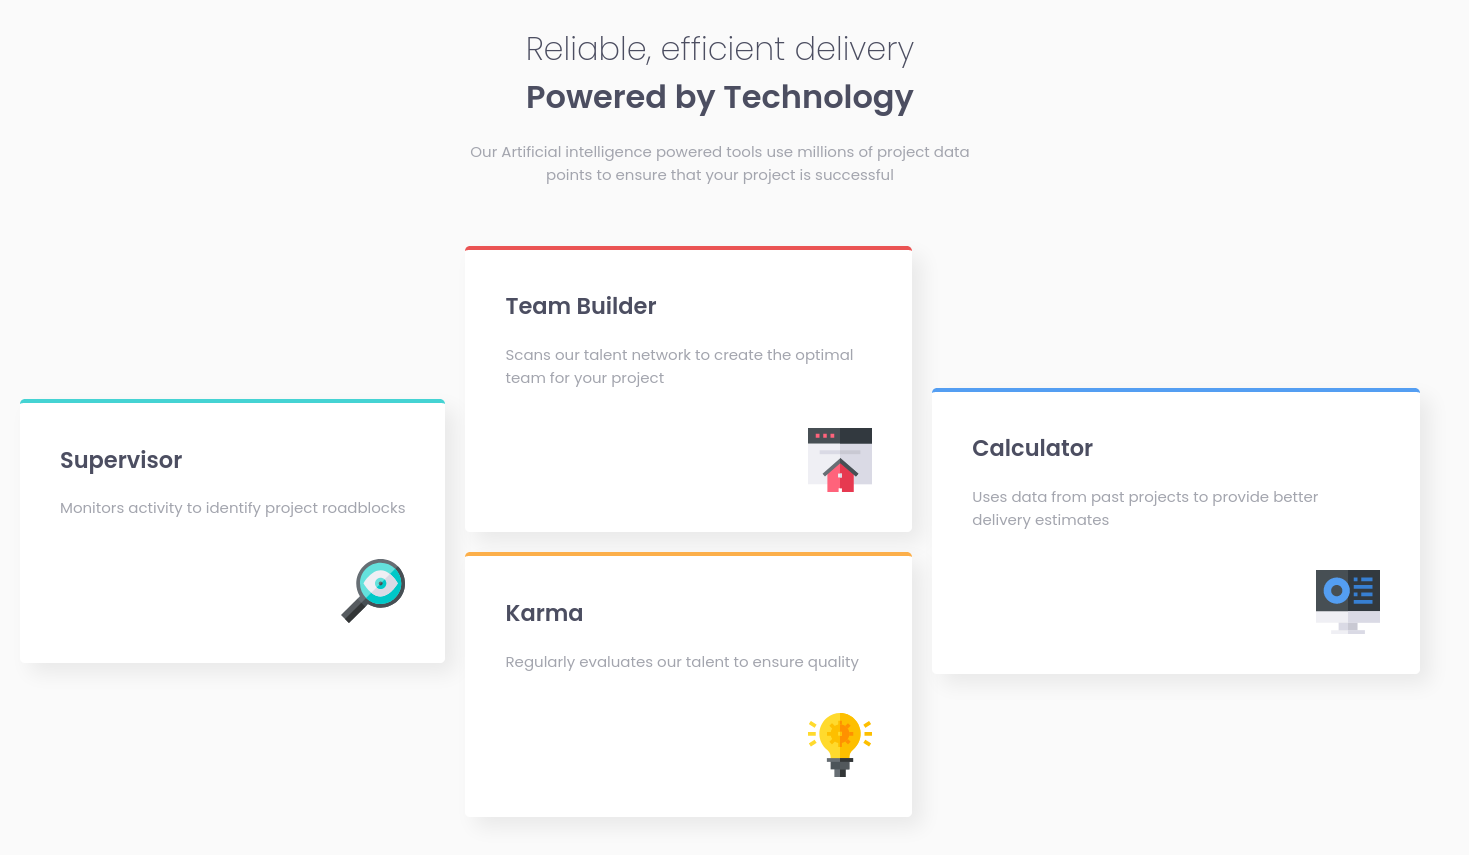 Reliable, efficient delivery
Powered by Technology
Our Artificial intelligence powered tools use millions of project data
points to ensure that your project is successful
Supervisor
Monitors activity to identify project roadblocks
Team Builder
Scans our talent network to create the optimal
team for your project
Karma
Regularly evaluates our talent to ensure quality
Calculator
Uses data from past projects to provide better
delivery estimates